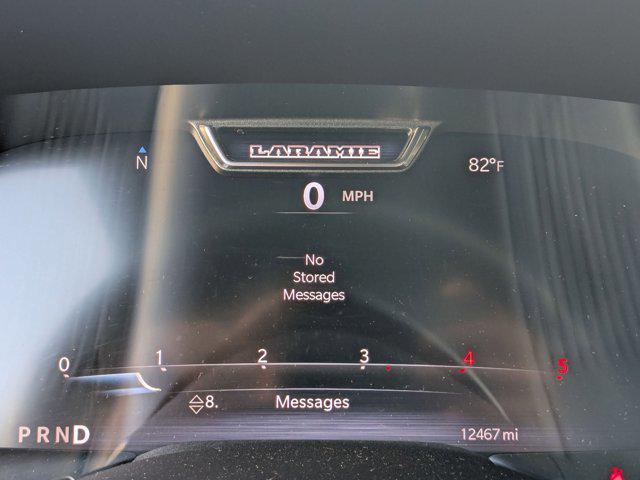 LARAMIE
N
82°F
0 MPH
No
Stored
Messages
0 1 2 3 4 5
8. Messages
PRND
12467 mi